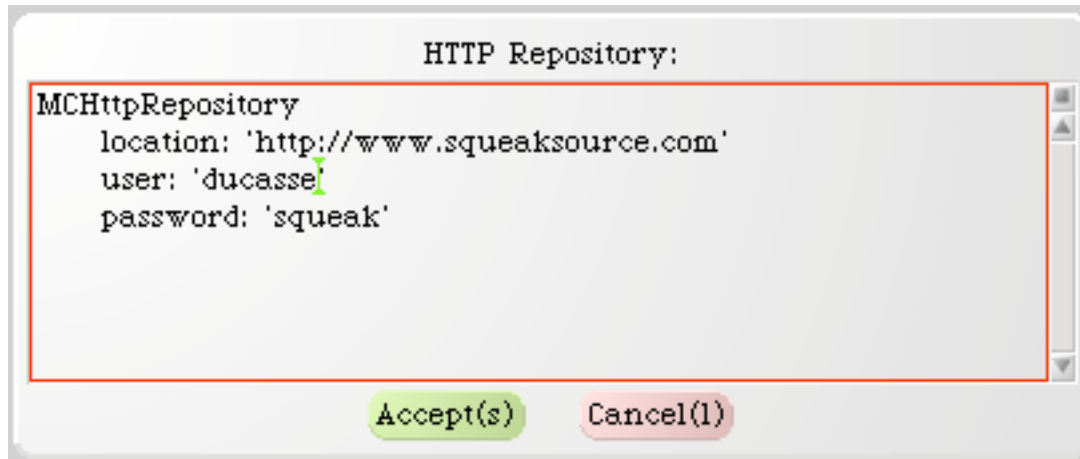 HTTP Repository:
MCHttpRepository
location: 'http://www.squeaksource.com'
user: 'ducasse'
password: 'squeak'
Accept(s)
Cancel(l)